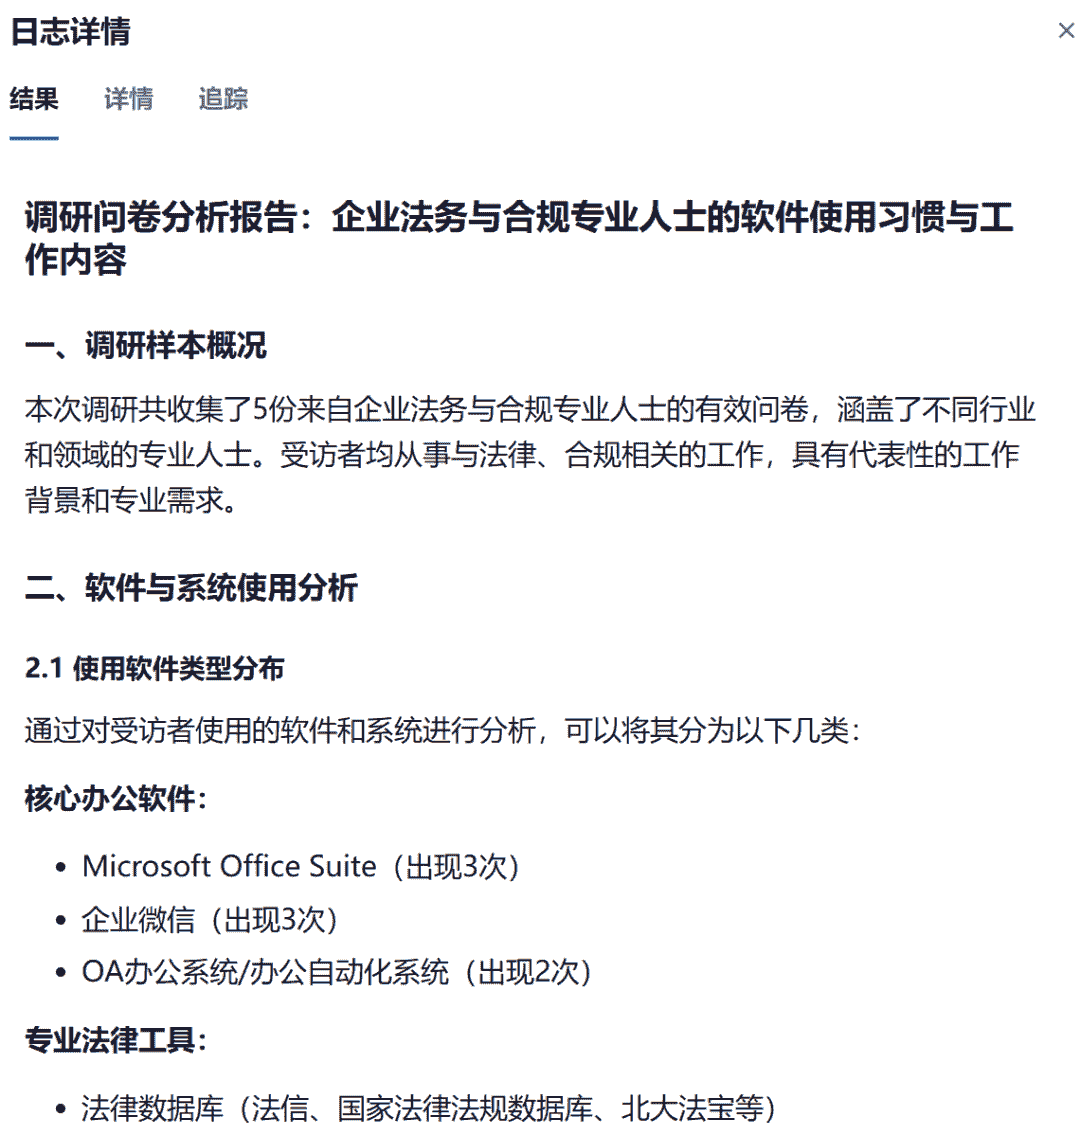 日志详情
结果 详情 追踪
调研问卷分析报告：企业法务与合规专业人士的软件使用习惯与工
作内容
一、调研样本概况
本次调研共收集了5份来自企业法务与合规专业人士的有效问卷，涵盖了不同行业
和领域的专业人士。受访者均从事与法律、合规相关的工作，具有代表性的工作
背景和专业需求。
二、软件与系统使用分析
2.1 使用软件类型分布
通过对受访者使用的软件和系统进行分析，可以将其分为以下几类：
核心办公软件：
• Microsoft Office Suite（出现3次）
• 企业微信（出现3次）
• OA办公系统/办公自动化系统（出现2次）
专业法律工具：
• 法律数据库（法信、国家法律法规数据库、北大法宝等）